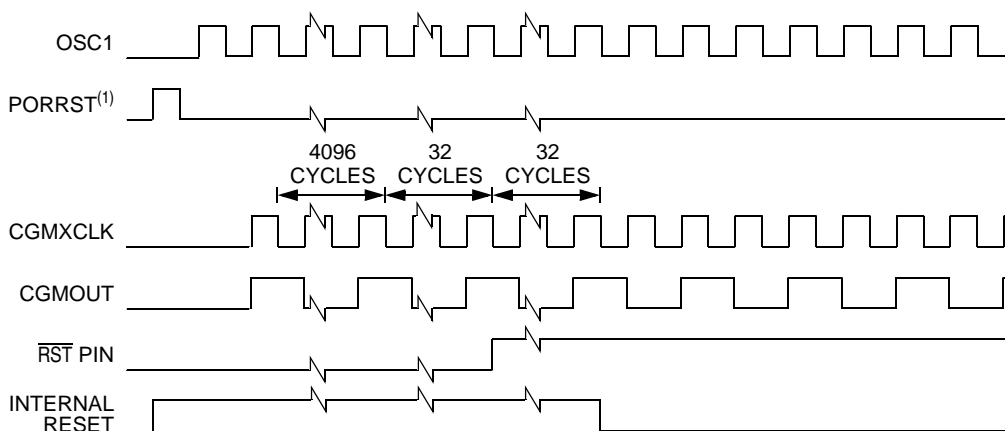 OSC1
PORRST(1)
4096 32 32
CYCLES CYCLES CYCLES
CGMXCLK
CGMOUT
RST PIN
INTERNAL
RESET